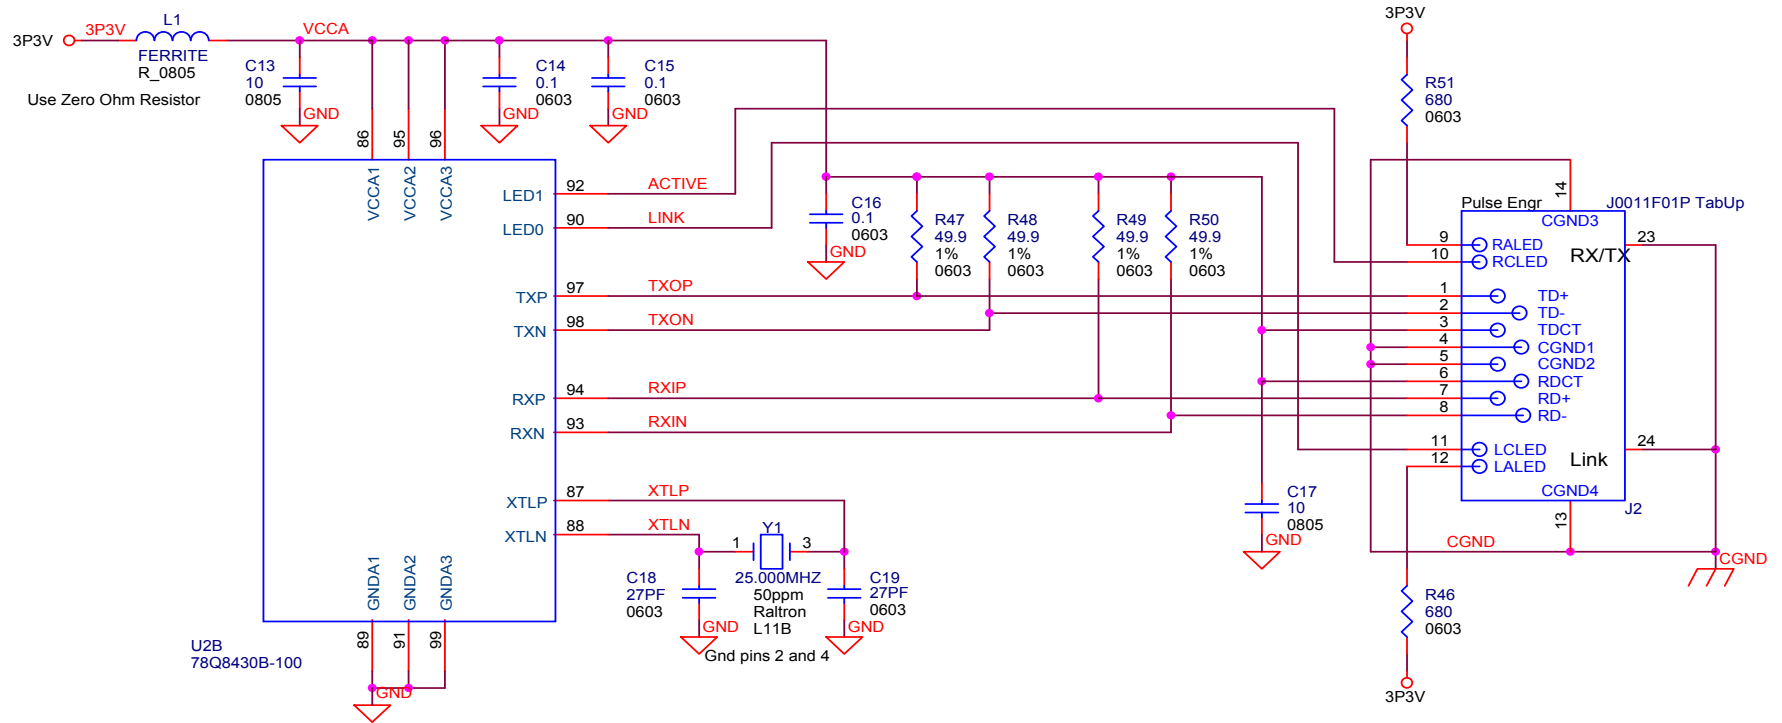 3P3V
3P3V
L1
FERRITE
R_0805
Use Zero Ohm Resistor
VCCA
C13
10
0805
GND
C14
0.1
0603
GND
C15
0.1
0603
GND
3P3V
R51
680
0603
86
95
96
VCCA1
VCCA2
VCCA3
LED1
92
ACTIVE
LED0
90
LINK
TXP
97
TXOP
TXN
98
TXON
RXP
94
RXIP
RXN
93
RXIN
XTLP
87
XTLP
XTLN
88
XTLN
GNDA1
GNDA2
GNDA3
89
91
99
GND
U2B
78Q8430B-100
C16
0.1
0603
GND
R47
49.9
1%
0603
R48
49.9
1%
0603
R49
49.9
1%
0603
R50
49.9
1%
0603
C18
27PF
0603
GND
1
Y1
3
25.000MHZ
50ppm
Raltron
L11B
Gnd pins 2 and 4
C19
27PF
0603
GND
C17
10
0805
GND
Pulse Engr
14
J0011F01P TabUp
CGND3
9
RALED
RX/TX
23
10
RCLED
1
TD+
2
TD-
3
TDCT
4
CGND1
5
CGND2
6
RDCT
7
RD+
8
RD-
11
LCLED
24
12
LALED
Link
CGND4
13
J2
CGND
CGND
R46
680
0603
3P3V